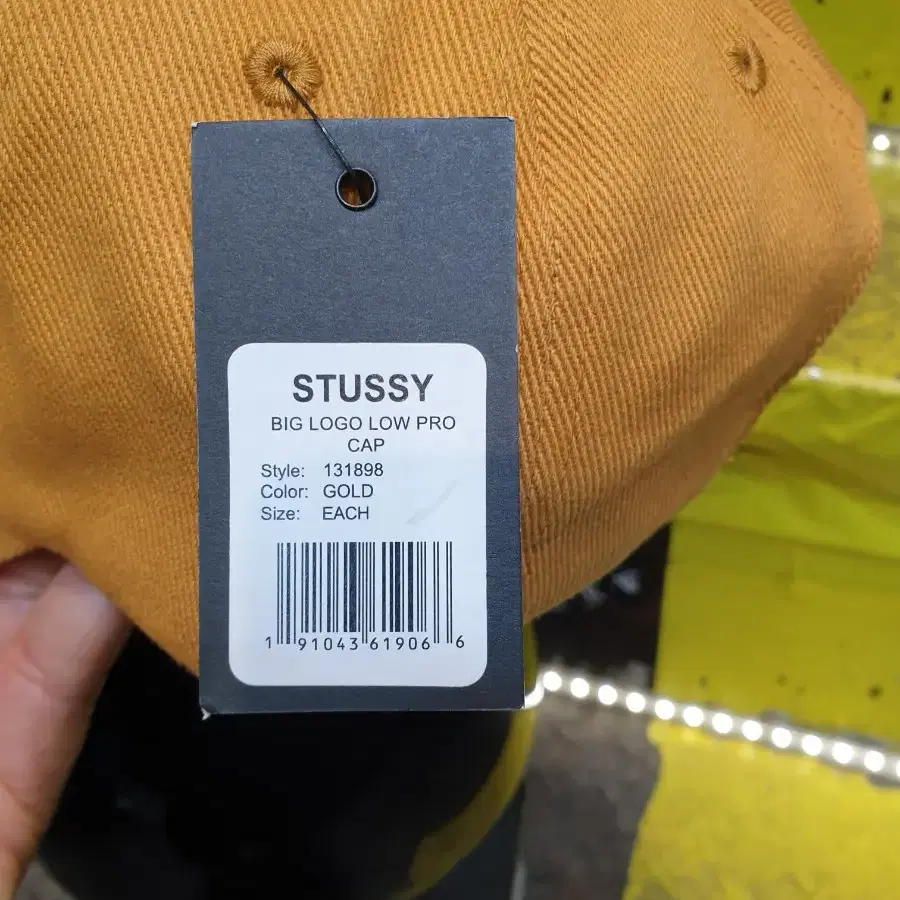 STUSSY
BIG LOGO LOW PRO
CAP
Style: 131898
Color: GOLD
Size: EACH
1 91043 61906 6